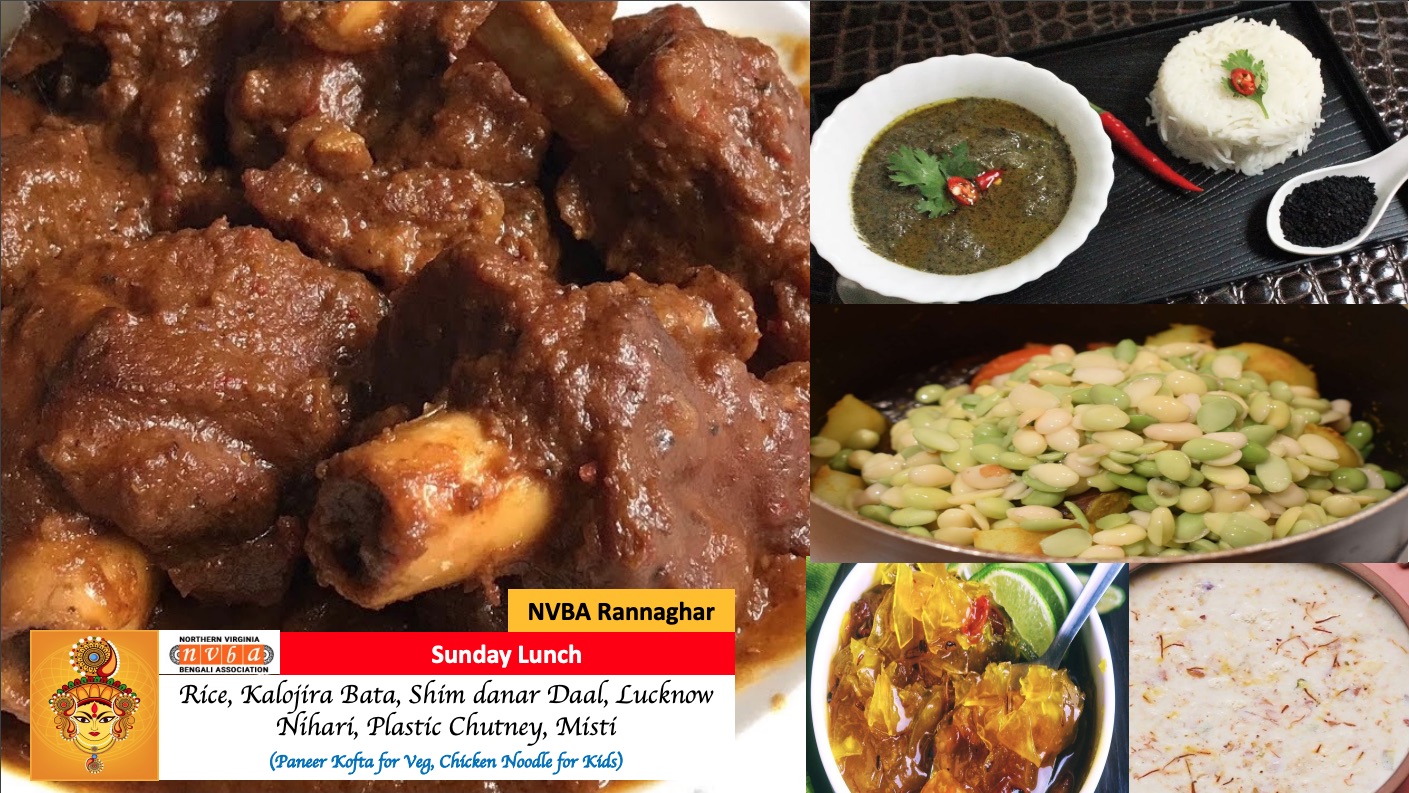 NVBA Rannaghar
NORTHERN VIRGINIA
nvba
BENGALI ASSOCIATION
Sunday Lunch
Rice, Kalojira Bata, Shim danar Daal, Lucknow
Nihari, Plastic Chutney, Misti
(Paneer Kofta for Veg, Chicken Noodle for Kids)